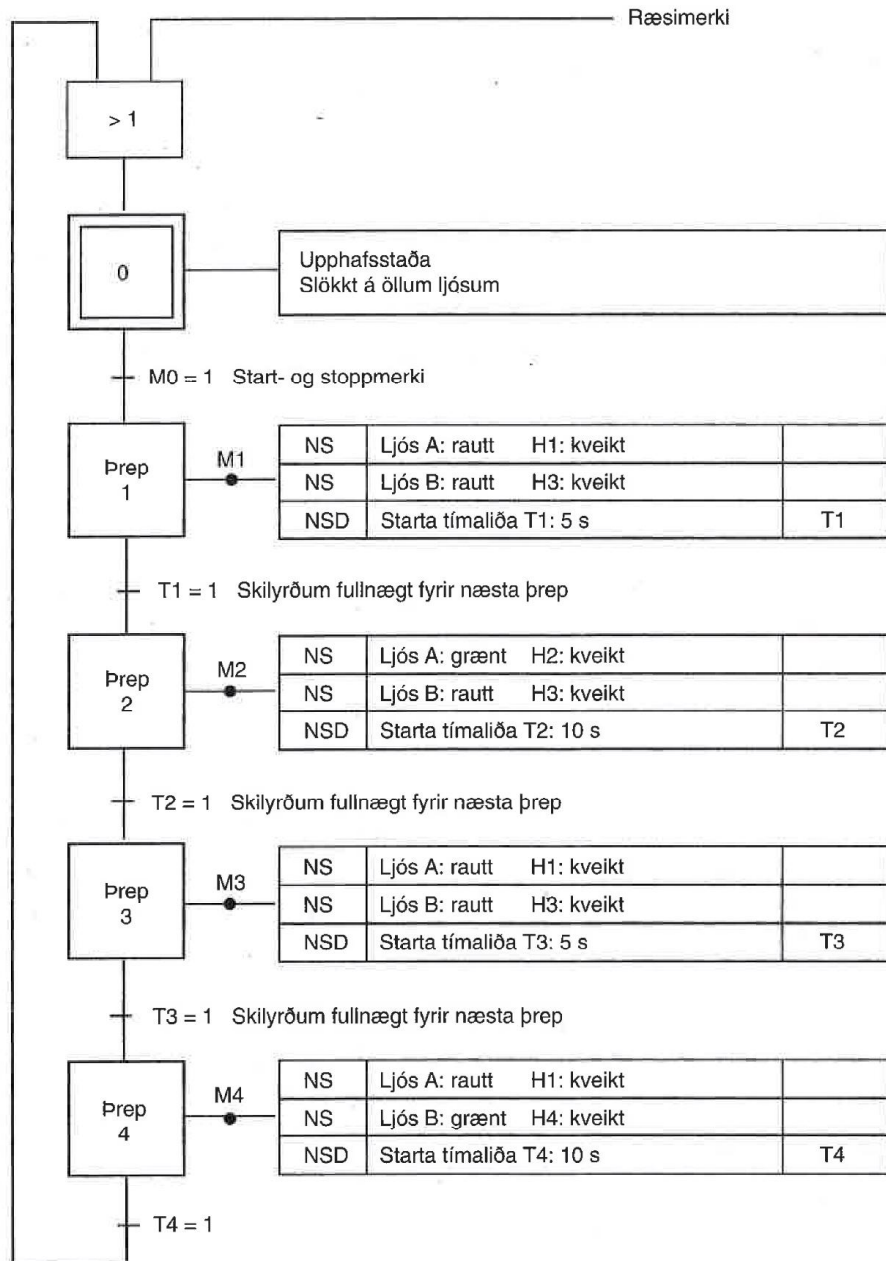 Ræsimerki
> 1
0
Upphafsstaða
Slökkt á öllum ljósum
M0 = 1 Start- og stoppmerki
Þrep
1
M1
NS Ljós A: rautt H1: kveikt
NS Ljós B: rautt H3: kveikt
NSD Starta tímaliða T1: 5 s T1
T1 = 1 Skilyrðum fullnægt fyrir næsta þrep
Þrep
2
M2
NS Ljós A: grænt H2: kveikt
NS Ljós B: rautt H3: kveikt
NSD Starta tímaliða T2: 10 s T2
T2 = 1 Skilyrðum fullnægt fyrir næsta þrep
Þrep
3
M3
NS Ljós A: rautt H1: kveikt
NS Ljós B: rautt H3: kveikt
NSD Starta tímaliða T3: 5 s T3
T3 = 1 Skilyrðum fullnægt fyrir næsta þrep
Þrep
4
M4
NS Ljós A: rautt H1: kveikt
NS Ljós B: grænt H4: kveikt
NSD Starta tímaliða T4: 10 s T4
T4 = 1